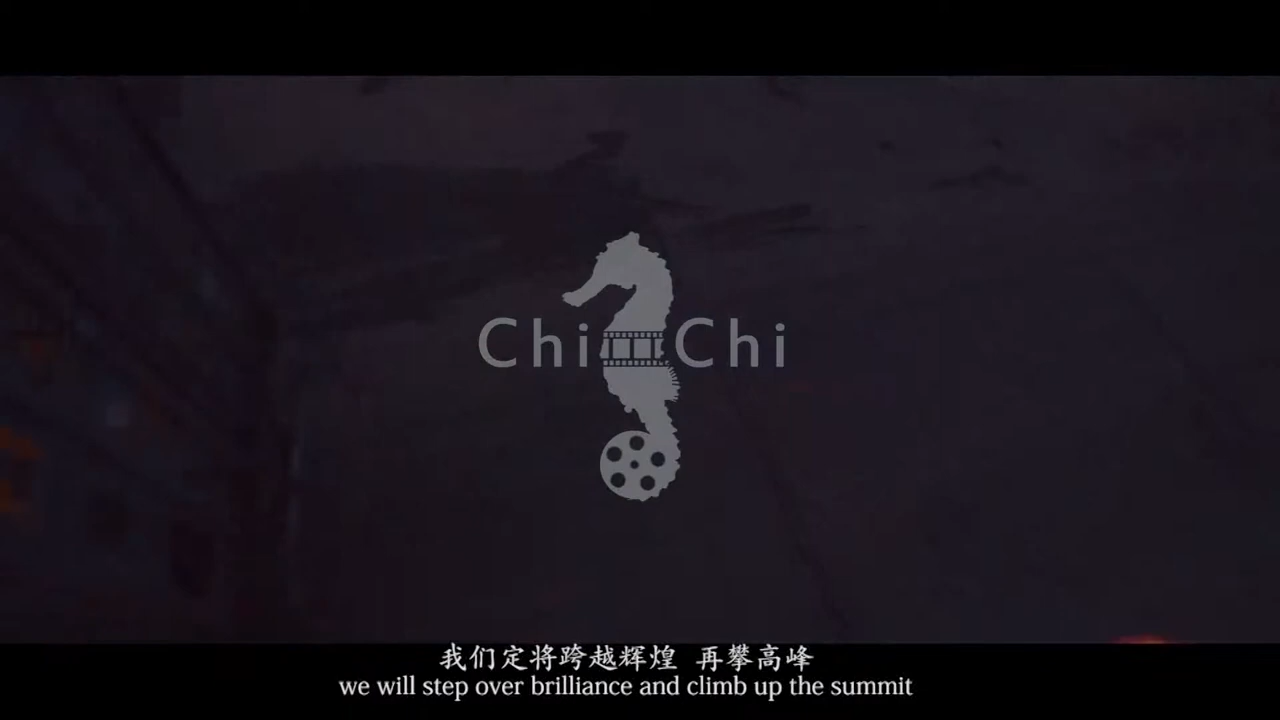 Chi Chi
我们定将跨越辉煌 再攀高峰
we will step over brilliance and climb up the summit